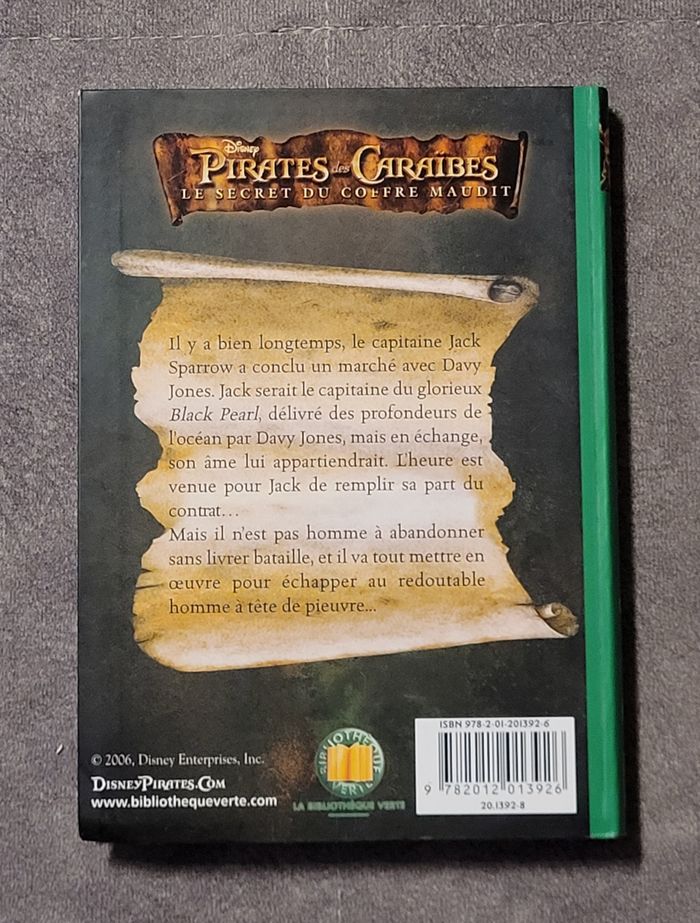 Disney
PIRATES des CARAÏBES
LE SECRET DU COFFRE MAUDIT
Il y a bien longtemps, le capitaine Jack
Sparrow a conclu un marché avec Davy
Jones. Jack serait le capitaine du glorieux
Black Pearl, délivré des profondeurs de
l'océan par Davy Jones, mais en échange,
son âme lui appartiendrait. L'heure est
venue pour Jack de remplir sa part du
contrat…
Mais il n'est pas homme à abandonner
sans livrer bataille, et il va tout mettre en
œuvre pour échapper au redoutable
homme à tête de pieuvre...
© 2006, Disney Enterprises, Inc.
DISNEYPIRATES.COM
www.bibliothequeverte.com
BIBLIOTHÈQUE
VERTE
LA BIBLIOTHÈQUE VERTE
ISBN 978-2-01-201392-6
9 782012 013926
20.1392-8